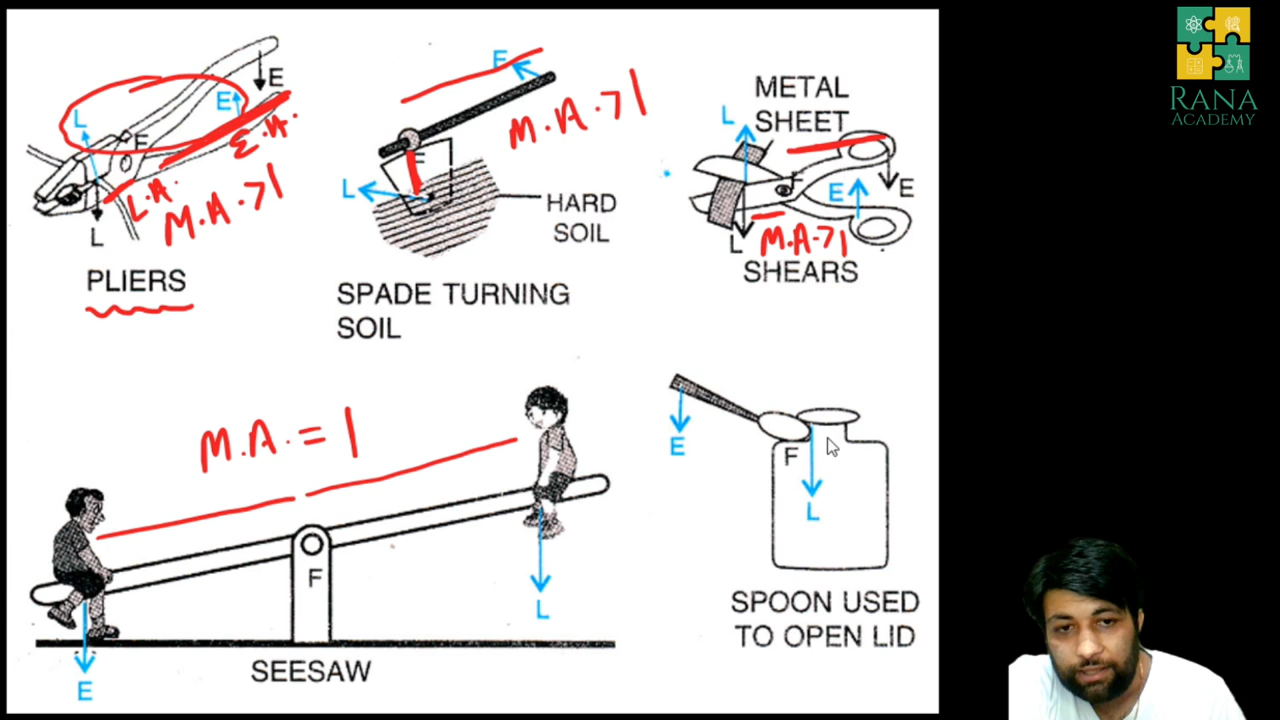 RANA
ACADEMY
E
L
E
F
E.A.
L.A.
M.A. >1
L
PLIERS
E
M.A. >1
F
L
HARD
SOIL
SPADE TURNING
SOIL
METAL
SHEET
L
F
E
E
L
M.A >1
SHEARS
M.A. = 1
F
L
E
SEESAW
E
F
L
SPOON USED
TO OPEN LID